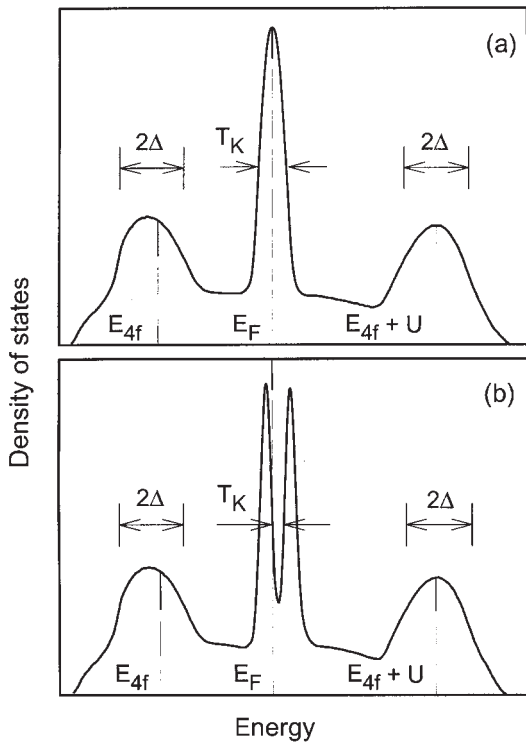 (a)
2Δ
T_K
2Δ
E_4f
E_F
E_4f + U
Density of states
(b)
2Δ
T_K
2Δ
E_4f
E_F
E_4f + U
Energy